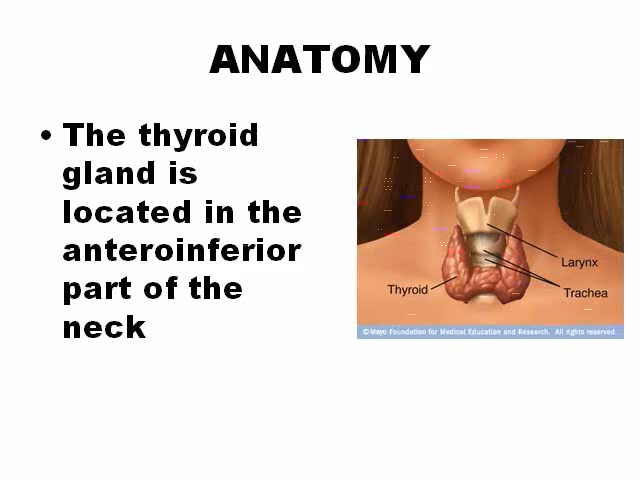 ANATOMY
• The thyroid
gland is
located in the
anteroinferior
part of the
neck
Larynx
Thyroid
Trachea
©Mayo Foundation for Medical Education and Research. All rights reserved.